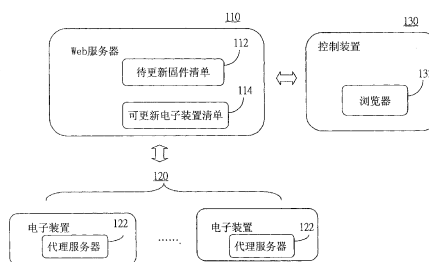 110
130
Web服务器
112
待更新固件清单
114
可更新电子装置清单
控制装置
浏览器
120
电子装置
122
代理服务器
……
电子装置
122
代理服务器